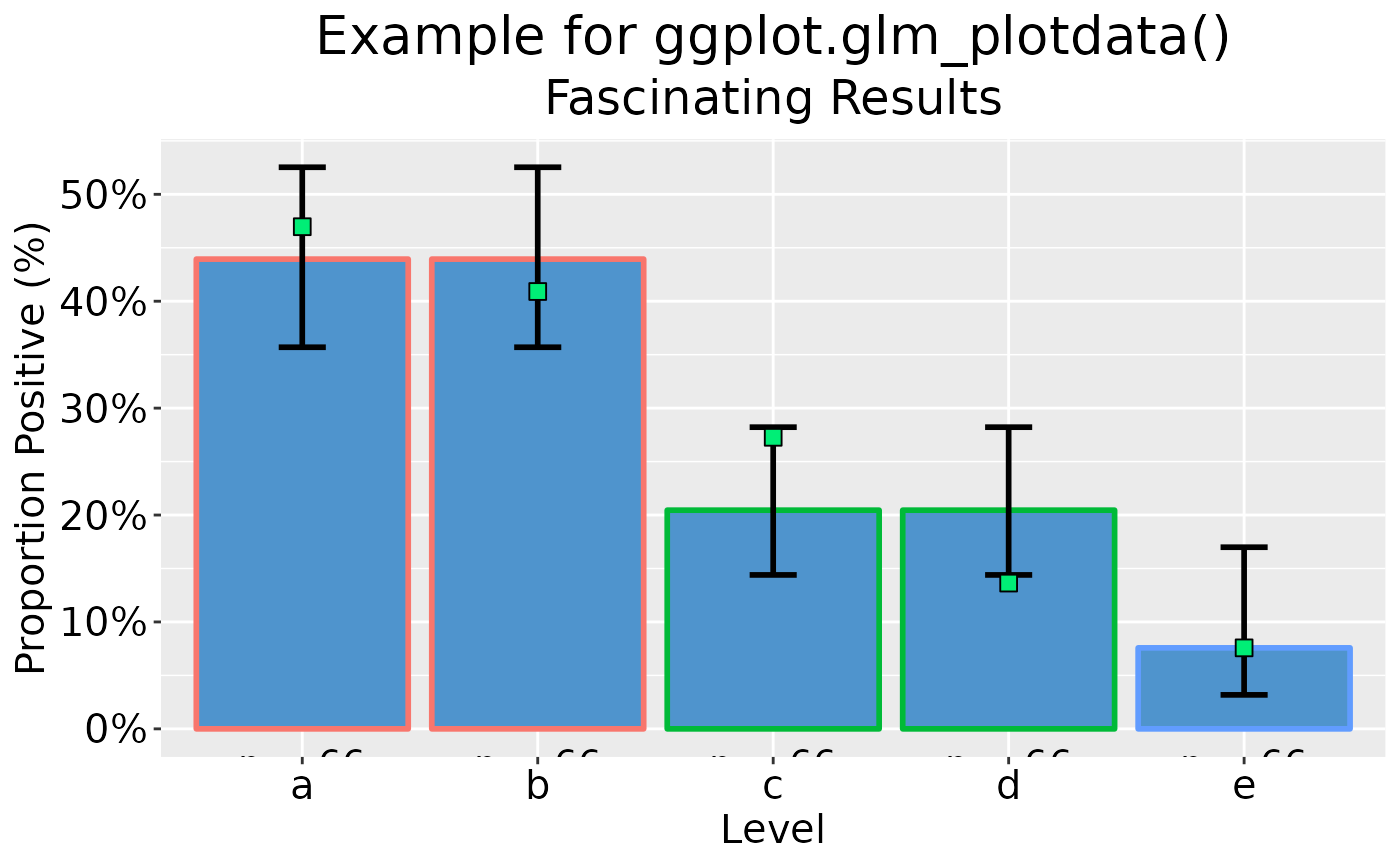 Example for ggplot.glm_plotdata()
Fascinating Results
Proportion Positive (%)
50%
40%
30%
20%
10%
0%
a b c d e
Level